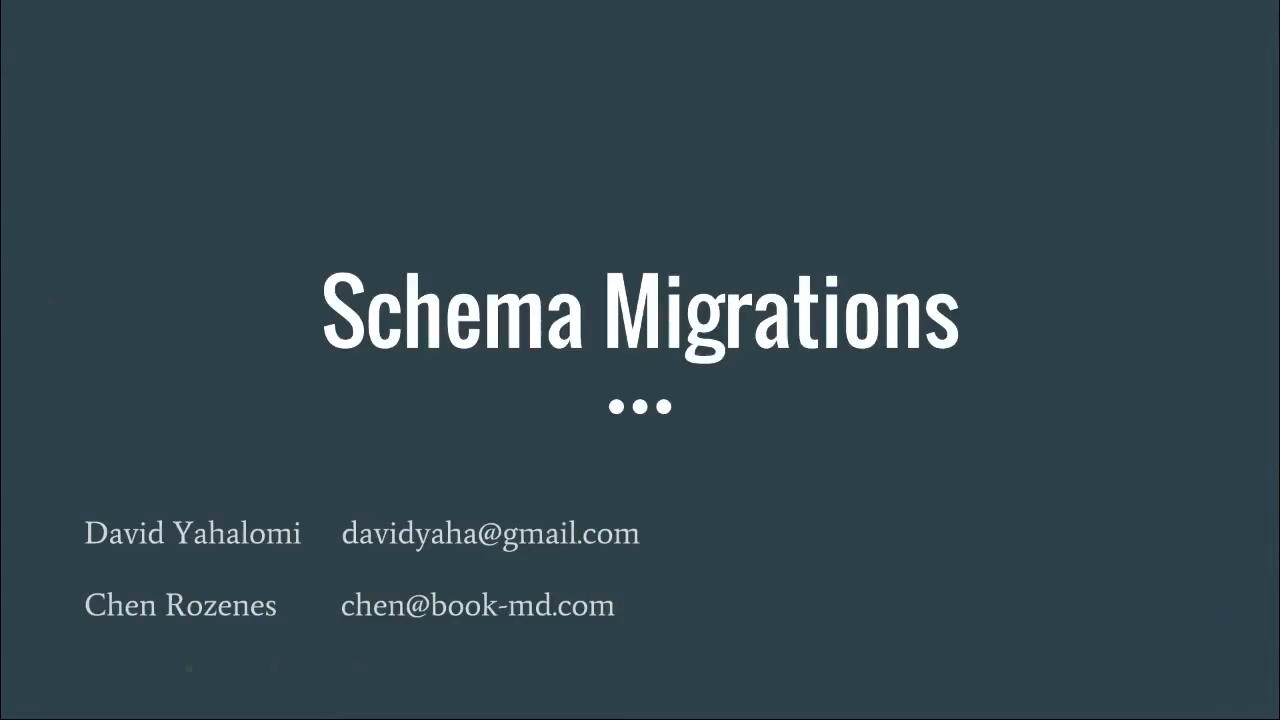 Schema Migrations
David Yahalomi davidyaha@gmail.com
Chen Rozenes chen@book-md.com